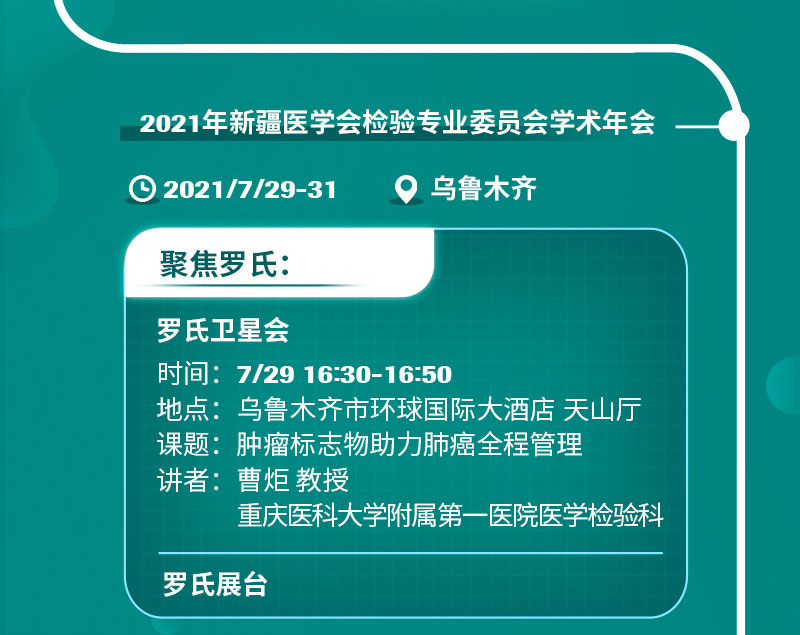 2021年新疆医学会检验专业委员会学术年会
2021/7/29-31 乌鲁木齐
聚焦罗氏：
罗氏卫星会
时间：7/29 16:30-16:50
地点：乌鲁木齐市环球国际大酒店 天山厅
课题：肿瘤标志物助力肺癌全程管理
讲者：曹炬 教授
重庆医科大学附属第一医院医学检验科
罗氏展台